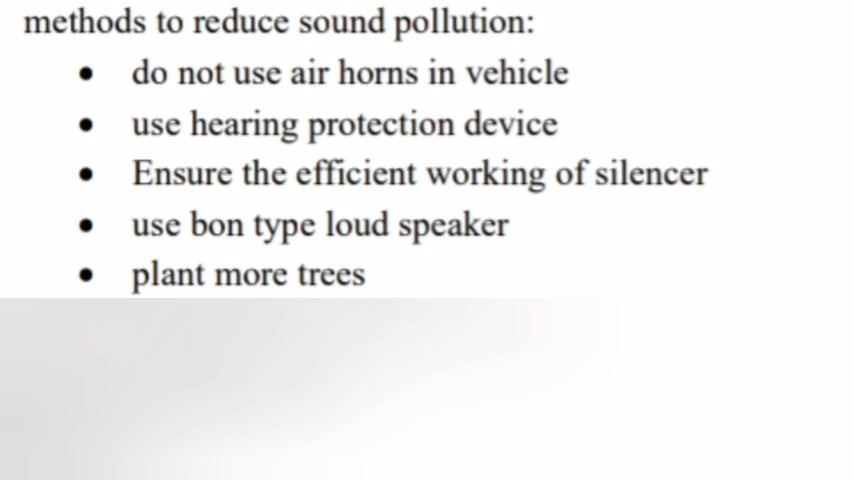 methods to reduce sound pollution:
• do not use air horns in vehicle
• use hearing protection device
• Ensure the efficient working of silencer
• use bon type loud speaker
• plant more trees